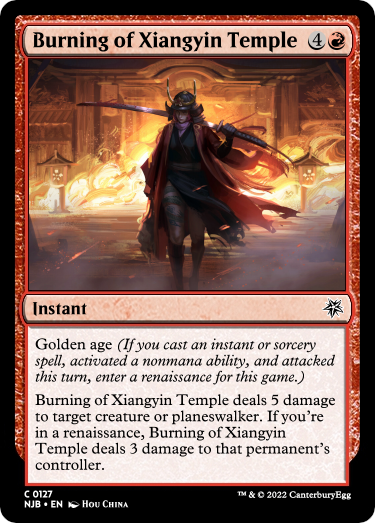 Burning of Xiangyin Temple 4
Instant
Golden age (If you cast an instant or sorcery
spell, activated a nonmana ability, and attacked
this turn, enter a renaissance for this game.)
Burning of Xiangyin Temple deals 5 damage
to target creature or planeswalker. If you're
in a renaissance, Burning of Xiangyin
Temple deals 3 damage to that permanent's
controller.
C 0127
NJB • EN Hou China
™ & © 2022 CanterburyEgg